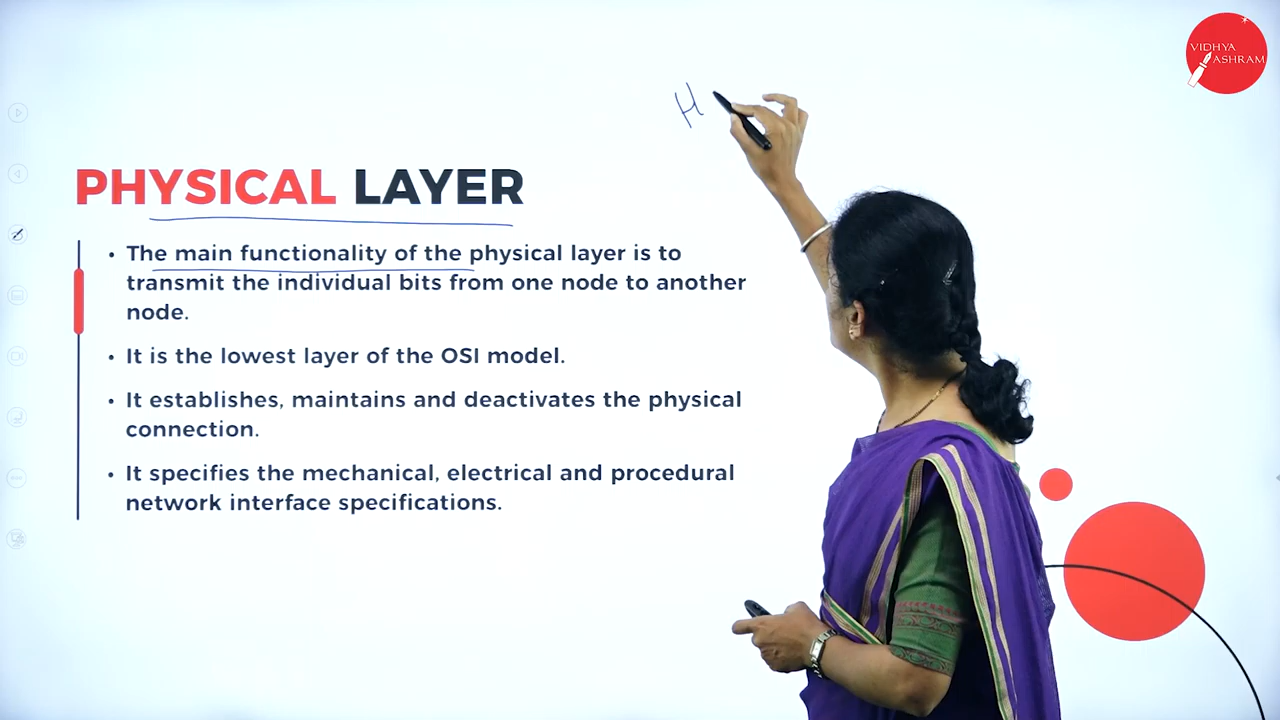 VIDHYA
ASHRAM
H
PHYSICAL LAYER
• The main functionality of the physical layer is to
transmit the individual bits from one node to another
node.
• It is the lowest layer of the OSI model.
• It establishes, maintains and deactivates the physical
connection.
• It specifies the mechanical, electrical and procedural
network interface specifications.